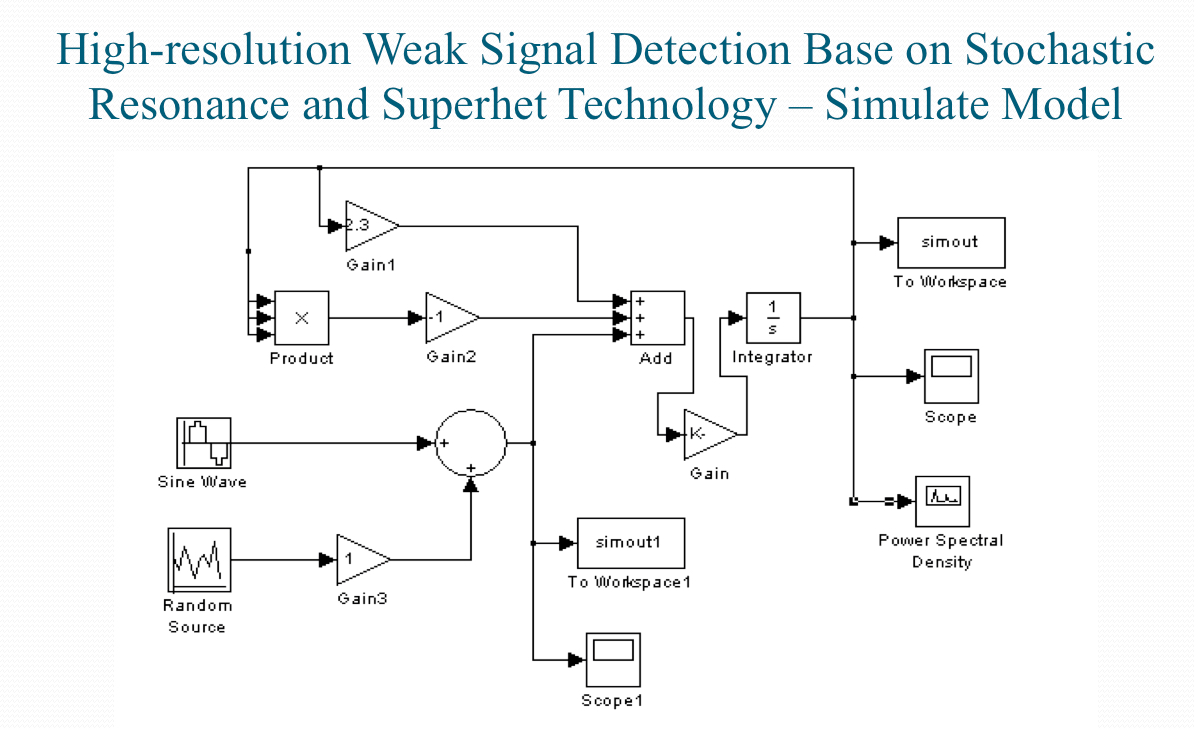 High-resolution Weak Signal Detection Base on Stochastic
Resonance and Superhet Technology – Simulate Model
2.3
Gain1
simout
To Workspace
×
Product
-1
Gain2
+
+
+
Add
1
s
Integrator
Scope
K-
Gain
Sine Wave
+
+
Power Spectral
Density
1
Gain3
Random
Source
simout1
To Workspace1
Scope1